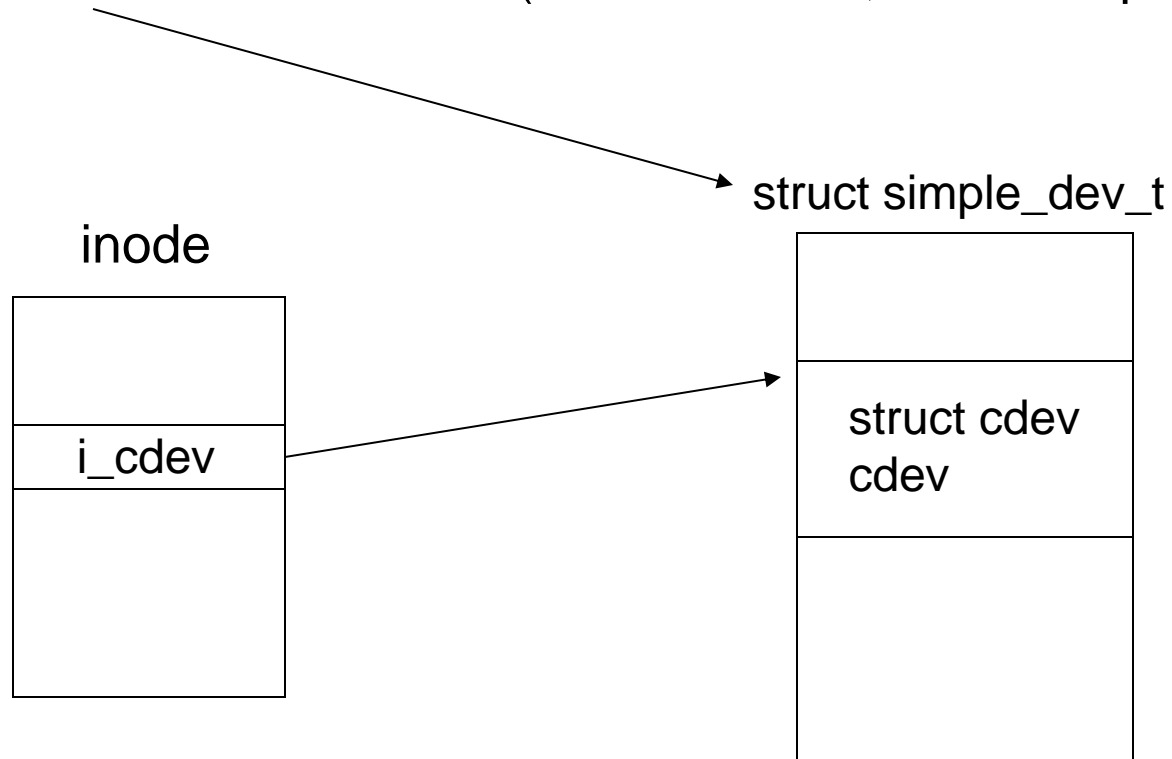 struct simple_dev_t
inode
i_cdev
struct cdev
cdev